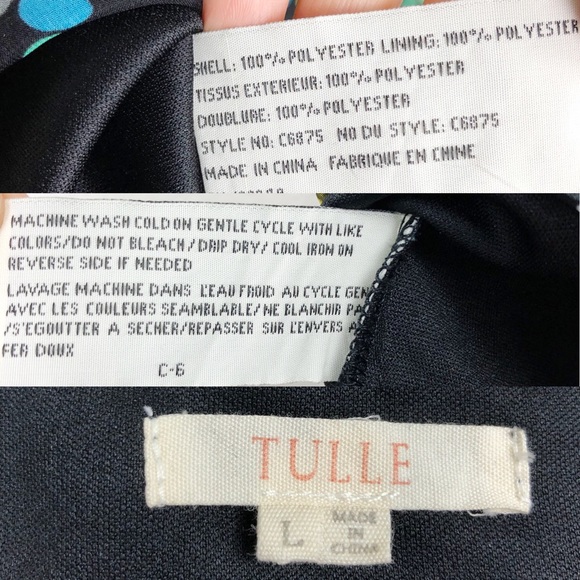 SHELL: 100% POLYESTER LINING: 100% POLYESTER
TISSUS EXTERIEUR: 100% POLYESTER
DOUBLURE: 100% POLYESTER
STYLE NO: C6875 NO DU STYLE: C6875
MADE IN CHINA FABRIQUE EN CHINE
MACHINE WASH COLD ON GENTLE CYCLE WITH LIKE
COLORS/DO NOT BLEACH/DRIP DRY/ COOL IRON ON
REVERSE SIDE IF NEEDED
LAVAGE MACHINE DANS L'EAU FROID AU CYCLE GEN
AVEC LES COULEURS SEAMBLABLE/NE BLANCHIR PA
/S'EGOUTTER A SECHER/REPASSER SUR L'ENVERS A
FER DOUX
C-6
TULLE
L
MADE
IN
CHINA